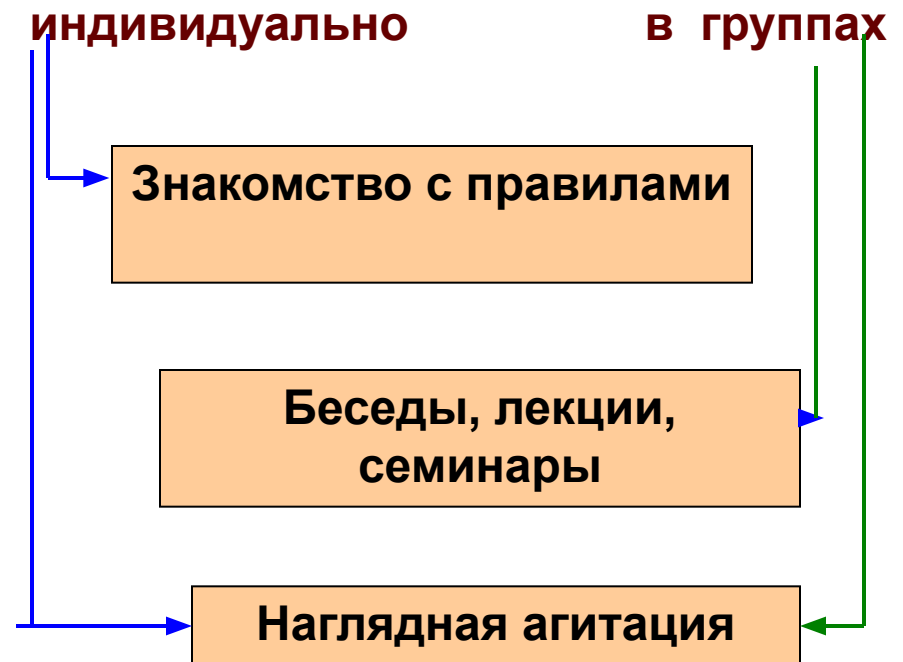 индивидуально в группах
Знакомство с правилами
Беседы, лекции,
семинары
Наглядная агитация